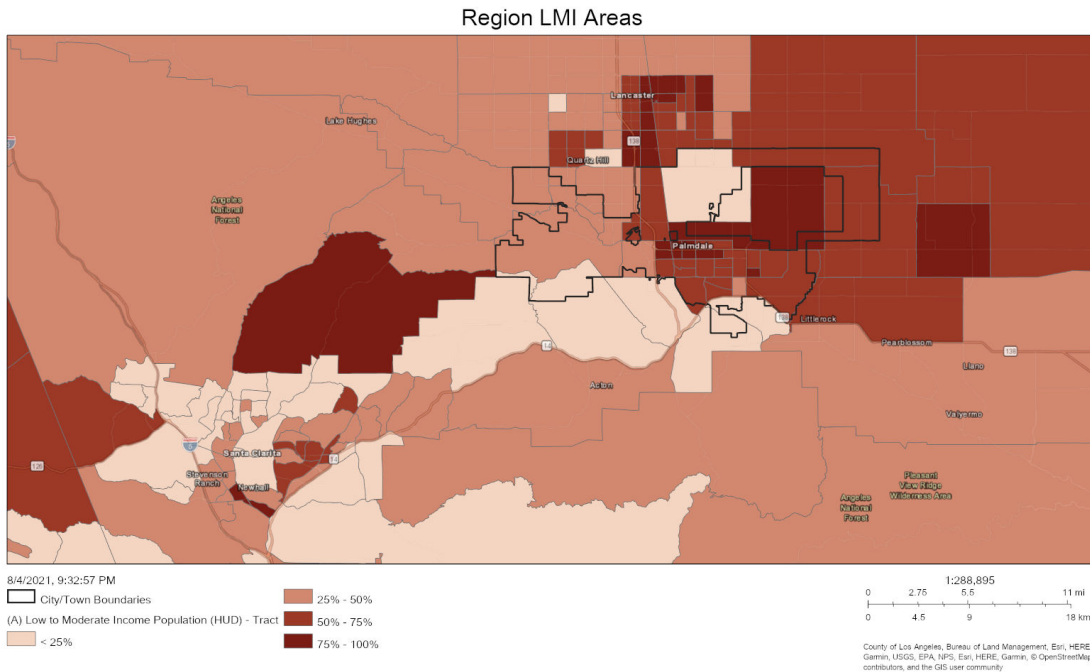 Region LMI Areas
Lancaster
Lake Hughes
138
Quartz Hill
Angeles
National
Forest
Palmdale
138
Littlerock
Pearblossom
138
14
Llano
Acton
Valyermo
5
Santa Clarita
14
126
Stevenson
Ranch
Newhall
Pleasant
View Ridge
Wilderness Area
Angeles
National
Forest
8/4/2021, 9:32:57 PM
City/Town Boundaries
(A) Low to Moderate Income Population (HUD) - Tract
< 25%
25% - 50%
50% - 75%
75% - 100%
1:288,895
0 2.75 5.5 11 mi
0 4.5 9 18 km
County of Los Angeles, Bureau of Land Management, Esri, HERE,
Garmin, USGS, EPA, NPS, Esri, HERE, Garmin, © OpenStreetMap
contributors, and the GIS user community